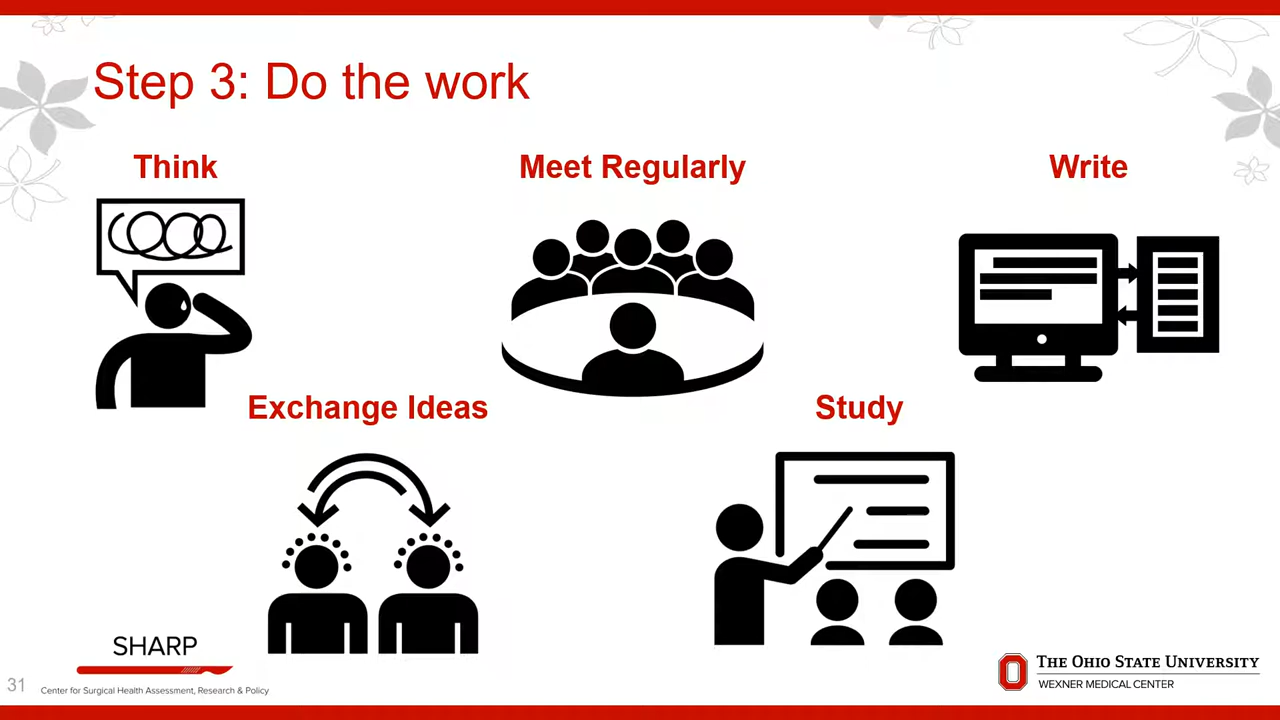 Step 3: Do the work
Think
Meet Regularly
Write
Exchange Ideas
Study
SHARP
Center for Surgical Health Assessment, Research & Policy
31
THE OHIO STATE UNIVERSITY
WEXNER MEDICAL CENTER